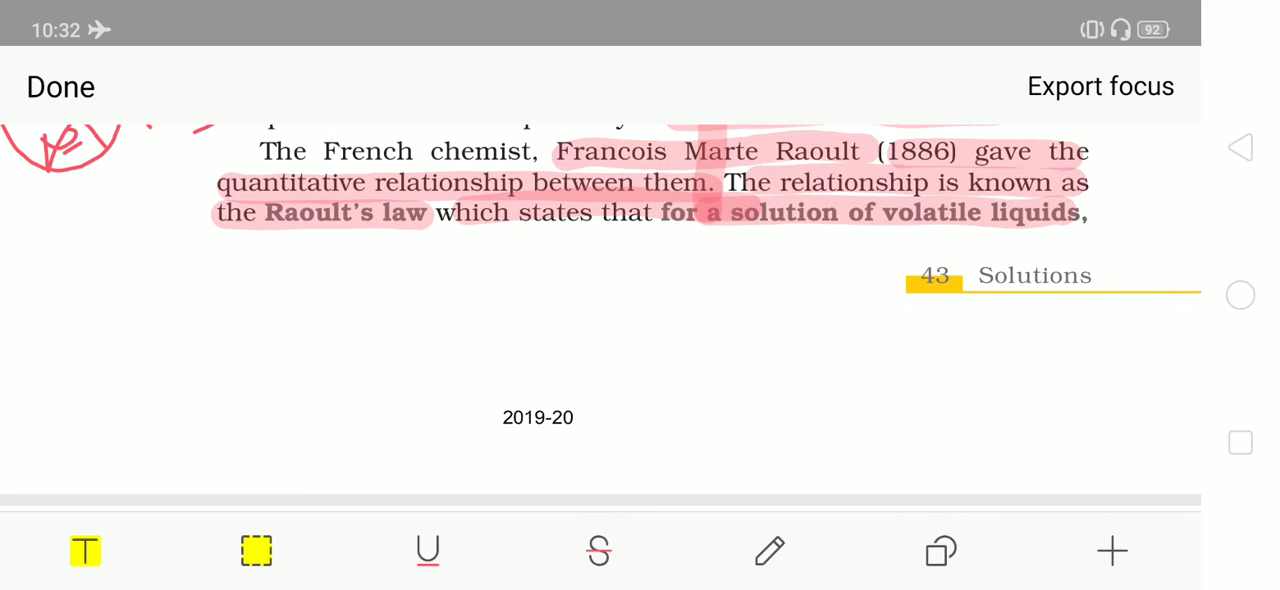 10:32
92
Done
Export focus
The French chemist, Francois Marte Raoult (1886) gave the
quantitative relationship between them. The relationship is known as
the Raoult's law which states that for a solution of volatile liquids,
43 Solutions
2019-20
T
U
S